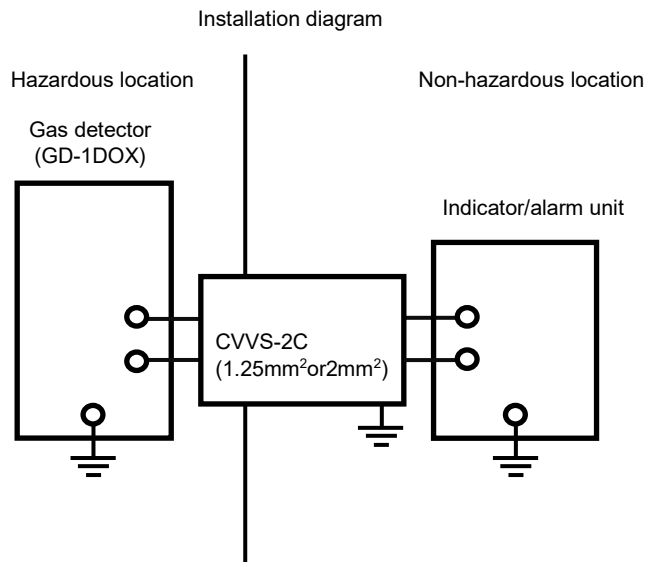 Installation diagram
Hazardous location
Non-hazardous location
Gas detector
(GD-1DOX)
Indicator/alarm unit
CVVS-2C
(1.25mm²or2mm²)